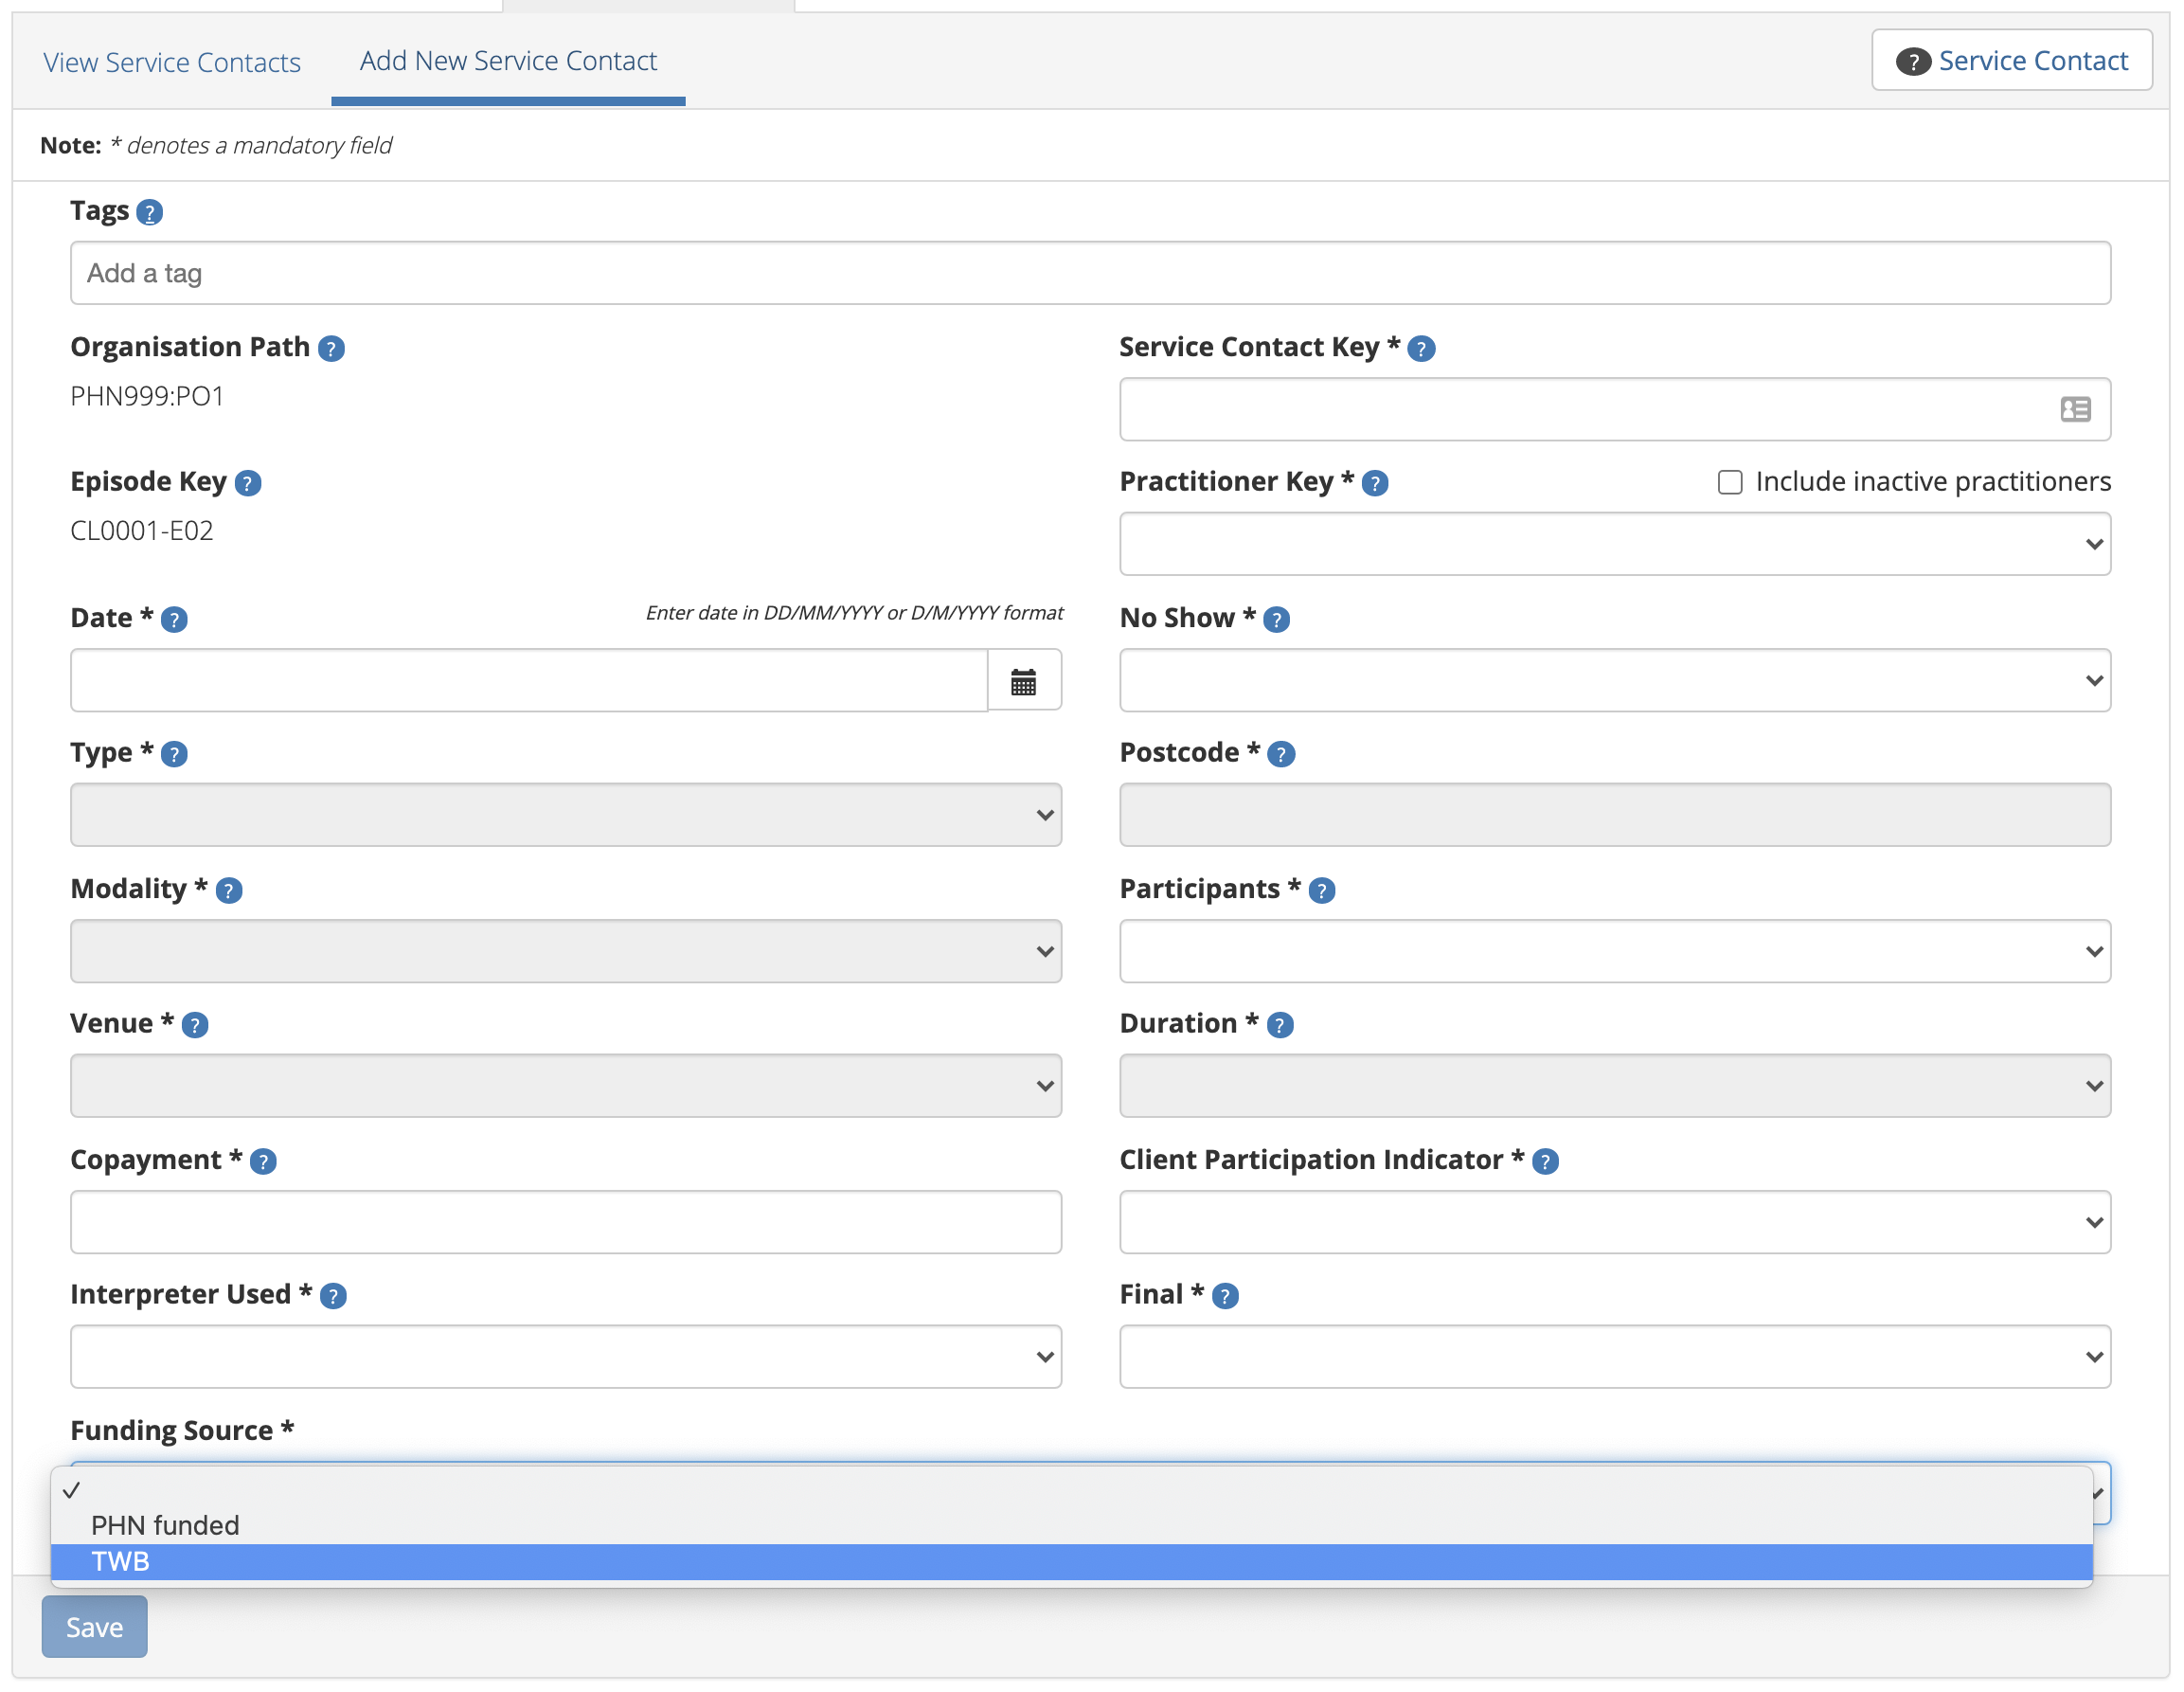 View Service Contacts
Add New Service Contact
? Service Contact
Note: * denotes a mandatory field
Tags ?
Add a tag
Organisation Path ?
PHN999:PO1
Service Contact Key * ?
Episode Key ?
CL0001-E02
Practitioner Key * ?
Include inactive practitioners
Date * ?
Enter date in DD/MM/YYYY or D/M/YYYY format
No Show * ?
Type * ?
Postcode * ?
Modality * ?
Participants * ?
Venue * ?
Duration * ?
Copayment * ?
Client Participation Indicator * ?
Interpreter Used * ?
Final * ?
Funding Source *
PHN funded
TWB
Save